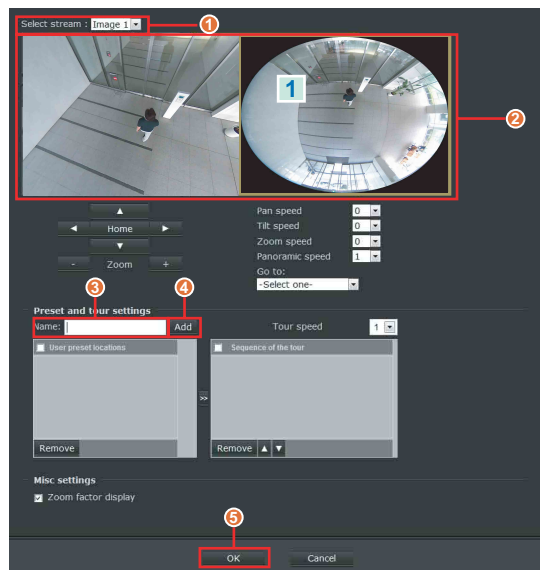 Select stream : Image 1
1
1
2
Pan speed 0
Tilt speed 0
Home
Zoom speed 0
Panoramic speed 1
- Zoom +
Go to:
-Select one-
3
4
Preset and tour settings
Name: Add
Tour speed 1
User preset locations
Sequence of the tour
>>
Remove
Remove
Misc settings
Zoom factor display
5
OK
Cancel